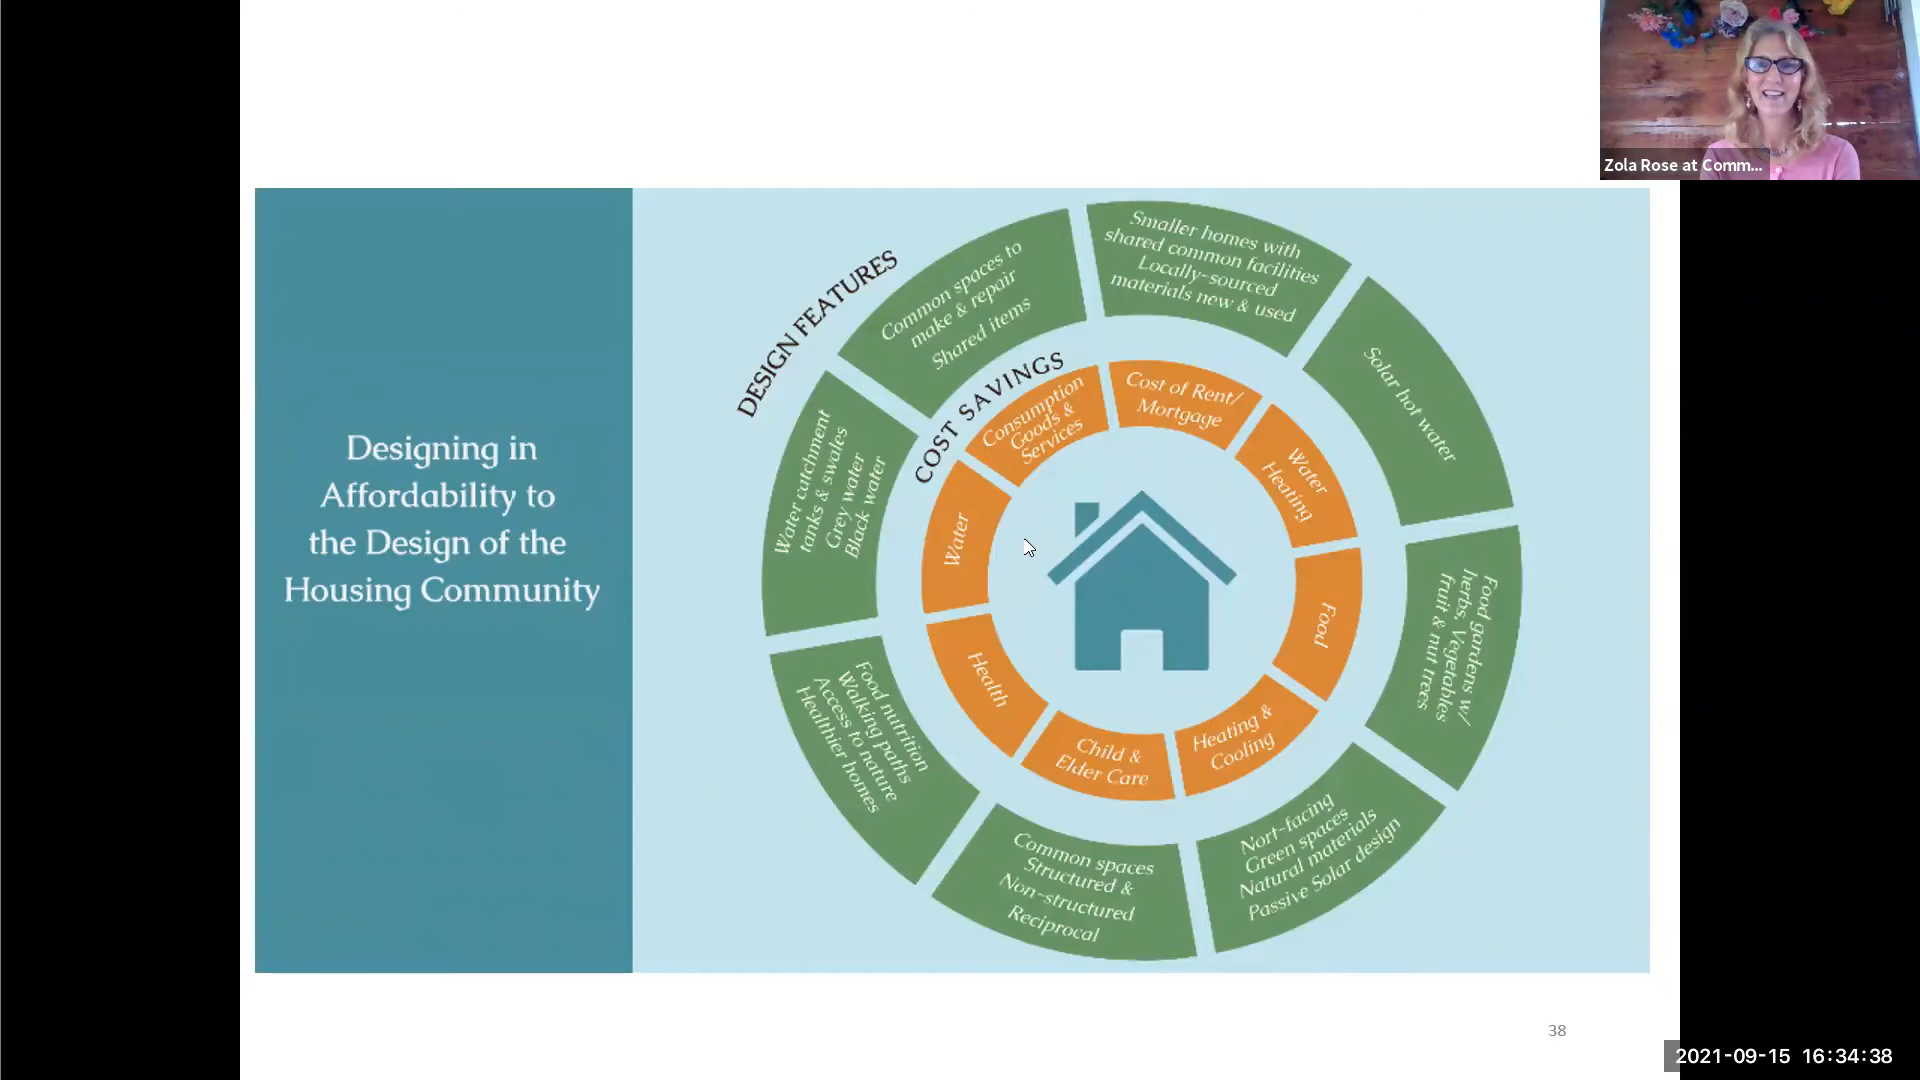 Zola Rose at Comm...
Designing in
Affordability to
the Design of the
Housing Community
DESIGN FEATURES
Common spaces to
make & repair
Shared items
Smaller homes with
shared common facilities
Locally-sourced
materials new & used
Solar hot water
Food gardens w/
herbs, Vegetables
fruit & nut trees
Nort-facing
Green spaces
Natural materials
Passive Solar design
Common spaces
Structured &
Non-structured
Reciprocal
Food nutrition
Walking paths
Access to nature
Healthier homes
Water catchment
tanks & swales
Grey water
Black water
COST SAVINGS
Consumption
Goods &
Services
Cost of Rent/
Mortgage
Water
Heating
Food
Heating &
Cooling
Child &
Elder Care
Health
Water
38
2021-09-15 16:34:38